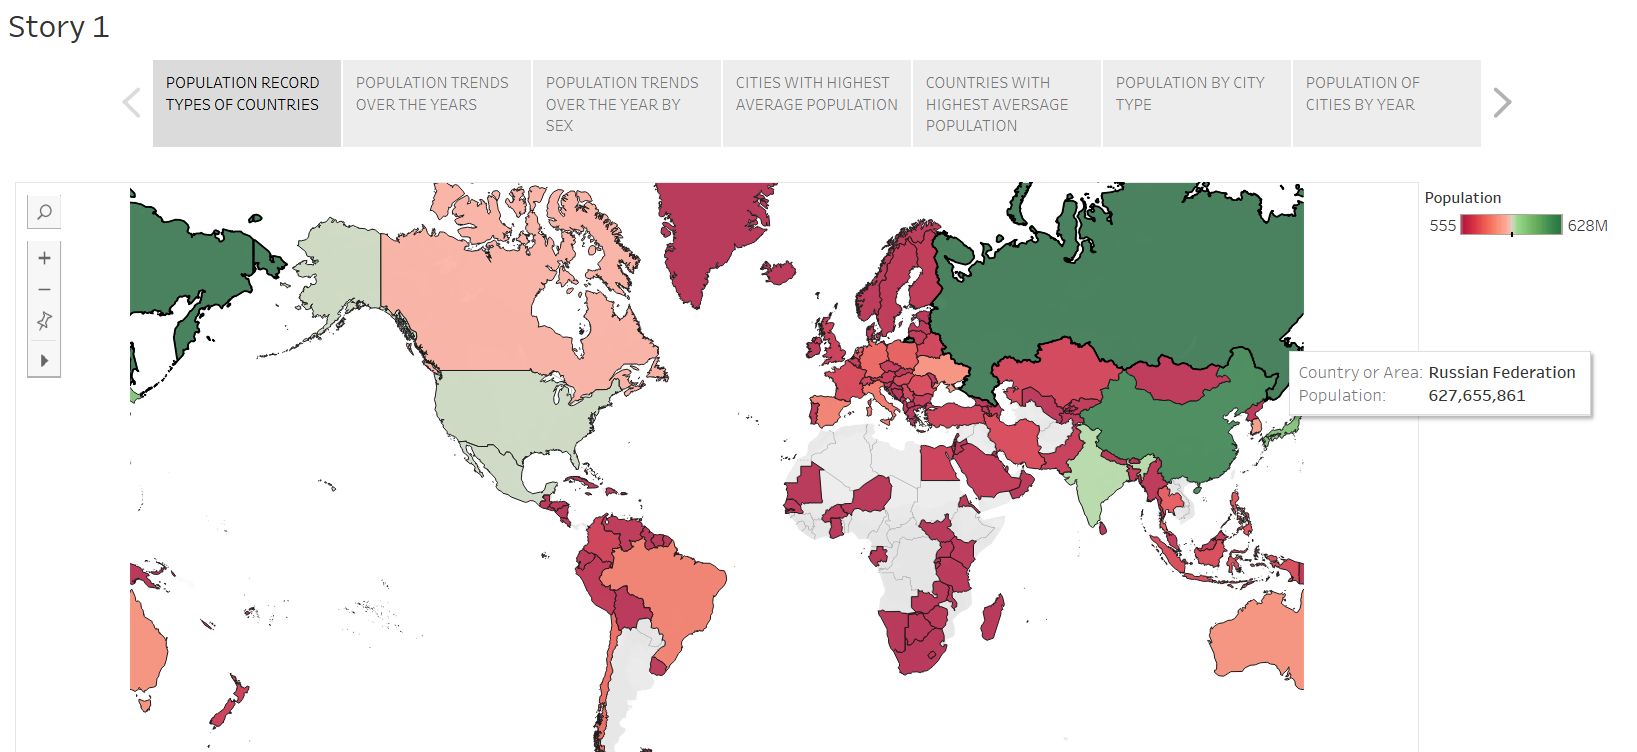 Story 1
POPULATION RECORD
TYPES OF COUNTRIES
POPULATION TRENDS
OVER THE YEARS
POPULATION TRENDS
OVER THE YEAR BY
SEX
CITIES WITH HIGHEST
AVERAGE POPULATION
COUNTRIES WITH
HIGHEST AVERSAGE
POPULATION
POPULATION BY CITY
TYPE
POPULATION OF
CITIES BY YEAR
Population
555 628M
Country or Area: Russian Federation
Population: 627,655,861